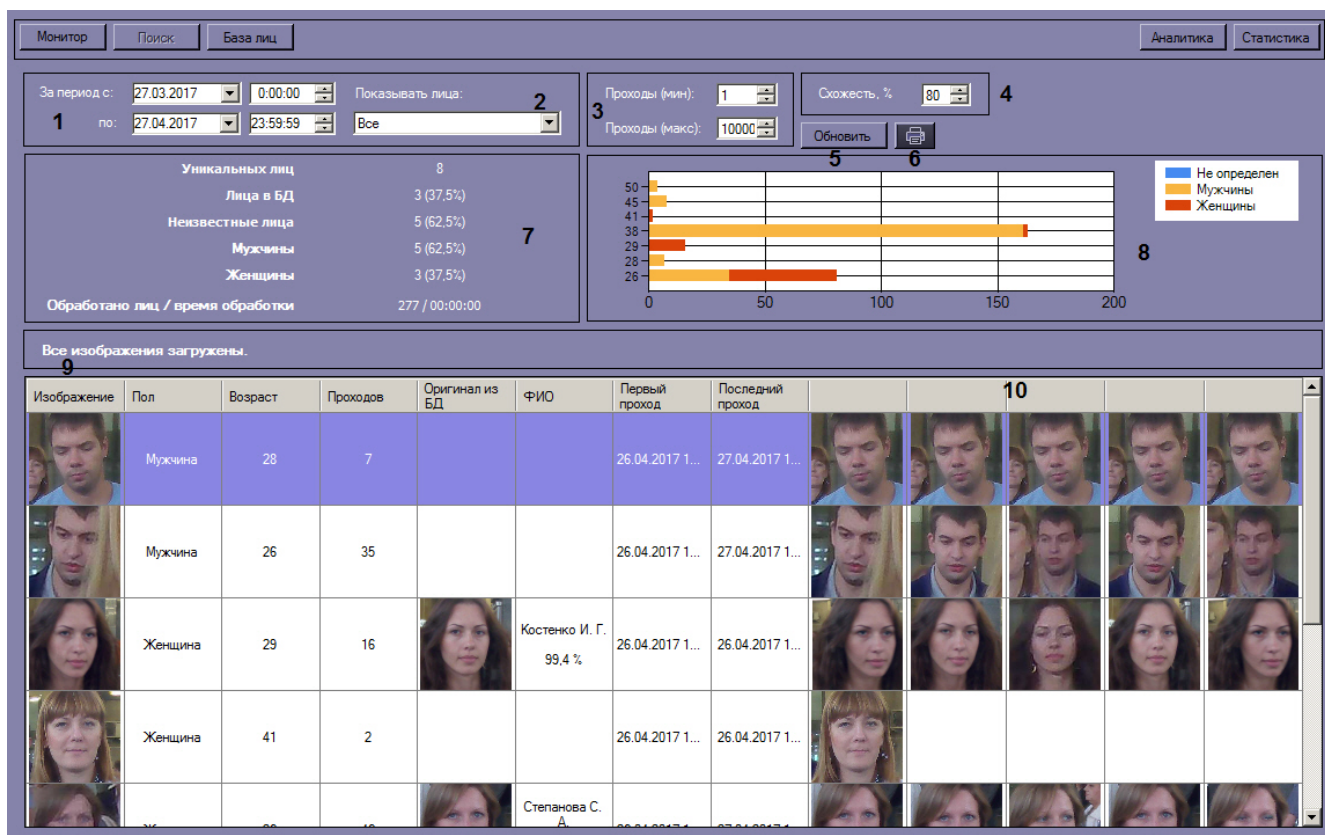 Монитор Поиск База лиц Аналитика Статистика
За период с: 27.03.2017 0:00:00 Показывать лица: 2 Проходы (мин): 1 Схожесть, % 80 4
1 по: 27.04.2017 23:59:59 Все 3 Проходы (макс): 10000 Обновить
5 6
Уникальных лиц 8
Лица в БД 3 (37,5%)
Неизвестные лица 5 (62,5%)
Мужчины 5 (62,5%)
Женщины 3 (37,5%)
Обработано лиц / время обработки 277 / 00:00:00
7
50
45
41
38
29
28
26
0 50 100 150 200
Не определен
Мужчины
Женщины
8
Все изображения загружены.
9
Изображение Пол Возраст Проходов Оригинал из БД ФИО Первый проход Последний проход 10
Мужчина 28 7 26.04.2017 1... 27.04.2017 1...
Мужчина 26 35 26.04.2017 1... 27.04.2017 1...
Женщина 29 16 Костенко И. Г. 99,4 % 26.04.2017 1... 26.04.2017 1...
Женщина 41 2 26.04.2017 1... 26.04.2017 1...
Степанова С.
А.